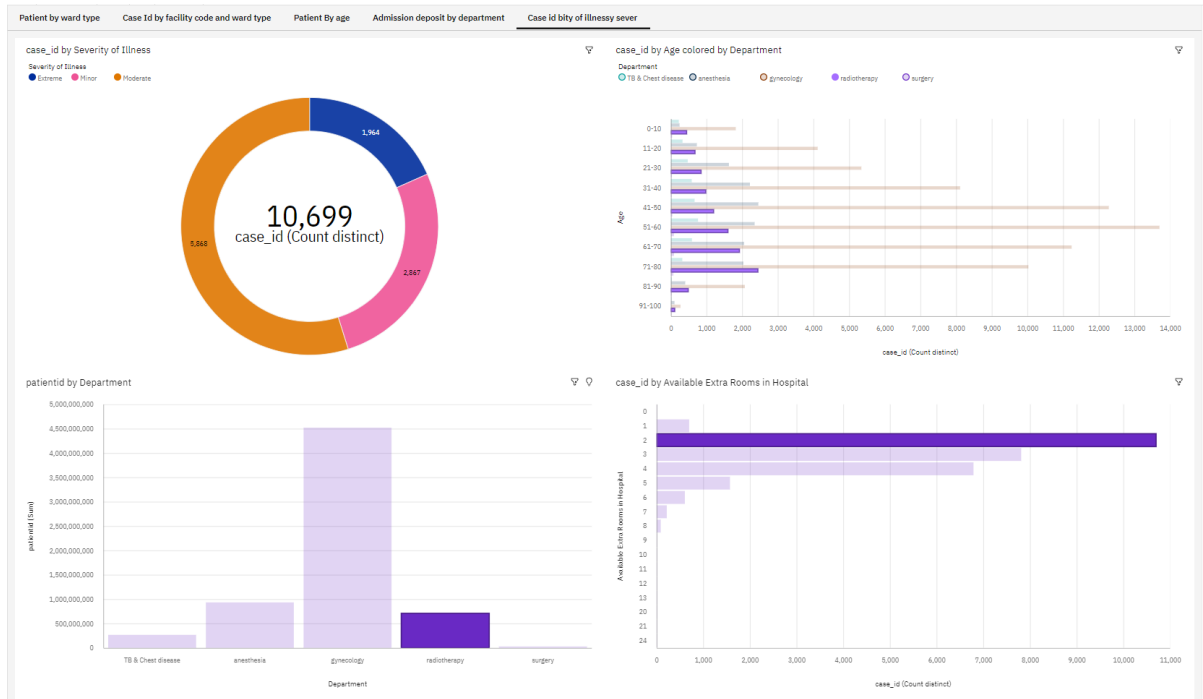 Patient by ward type
Case Id by facility code and ward type
Patient By age
Admission deposit by department
Case id bity of illnessy sever
case_id by Severity of Illness
Severity of Illness
Extreme
Minor
Moderate
1,964
2,867
5,868
10,699
case_id (Count distinct)
case_id by Age colored by Department
Department
TB & Chest disease
anesthesia
gynecology
radiotherapy
surgery
Age
0-10
11-20
21-30
31-40
41-50
51-60
61-70
71-80
81-90
91-100
0 1,000 2,000 3,000 4,000 5,000 6,000 7,000 8,000 9,000 10,000 11,000 12,000 13,000 14,000
case_id (Count distinct)
patientid by Department
patientid (Sum)
5,000,000,000
4,500,000,000
4,000,000,000
3,500,000,000
3,000,000,000
2,500,000,000
2,000,000,000
1,500,000,000
1,000,000,000
500,000,000
0
TB & Chest disease anesthesia gynecology radiotherapy surgery
Department
case_id by Available Extra Rooms in Hospital
Available Extra Rooms in Hospital
0
1
2
3
4
5
6
7
8
9
10
11
12
13
20
21
24
0 1,000 2,000 3,000 4,000 5,000 6,000 7,000 8,000 9,000 10,000 11,000
case_id (Count distinct)